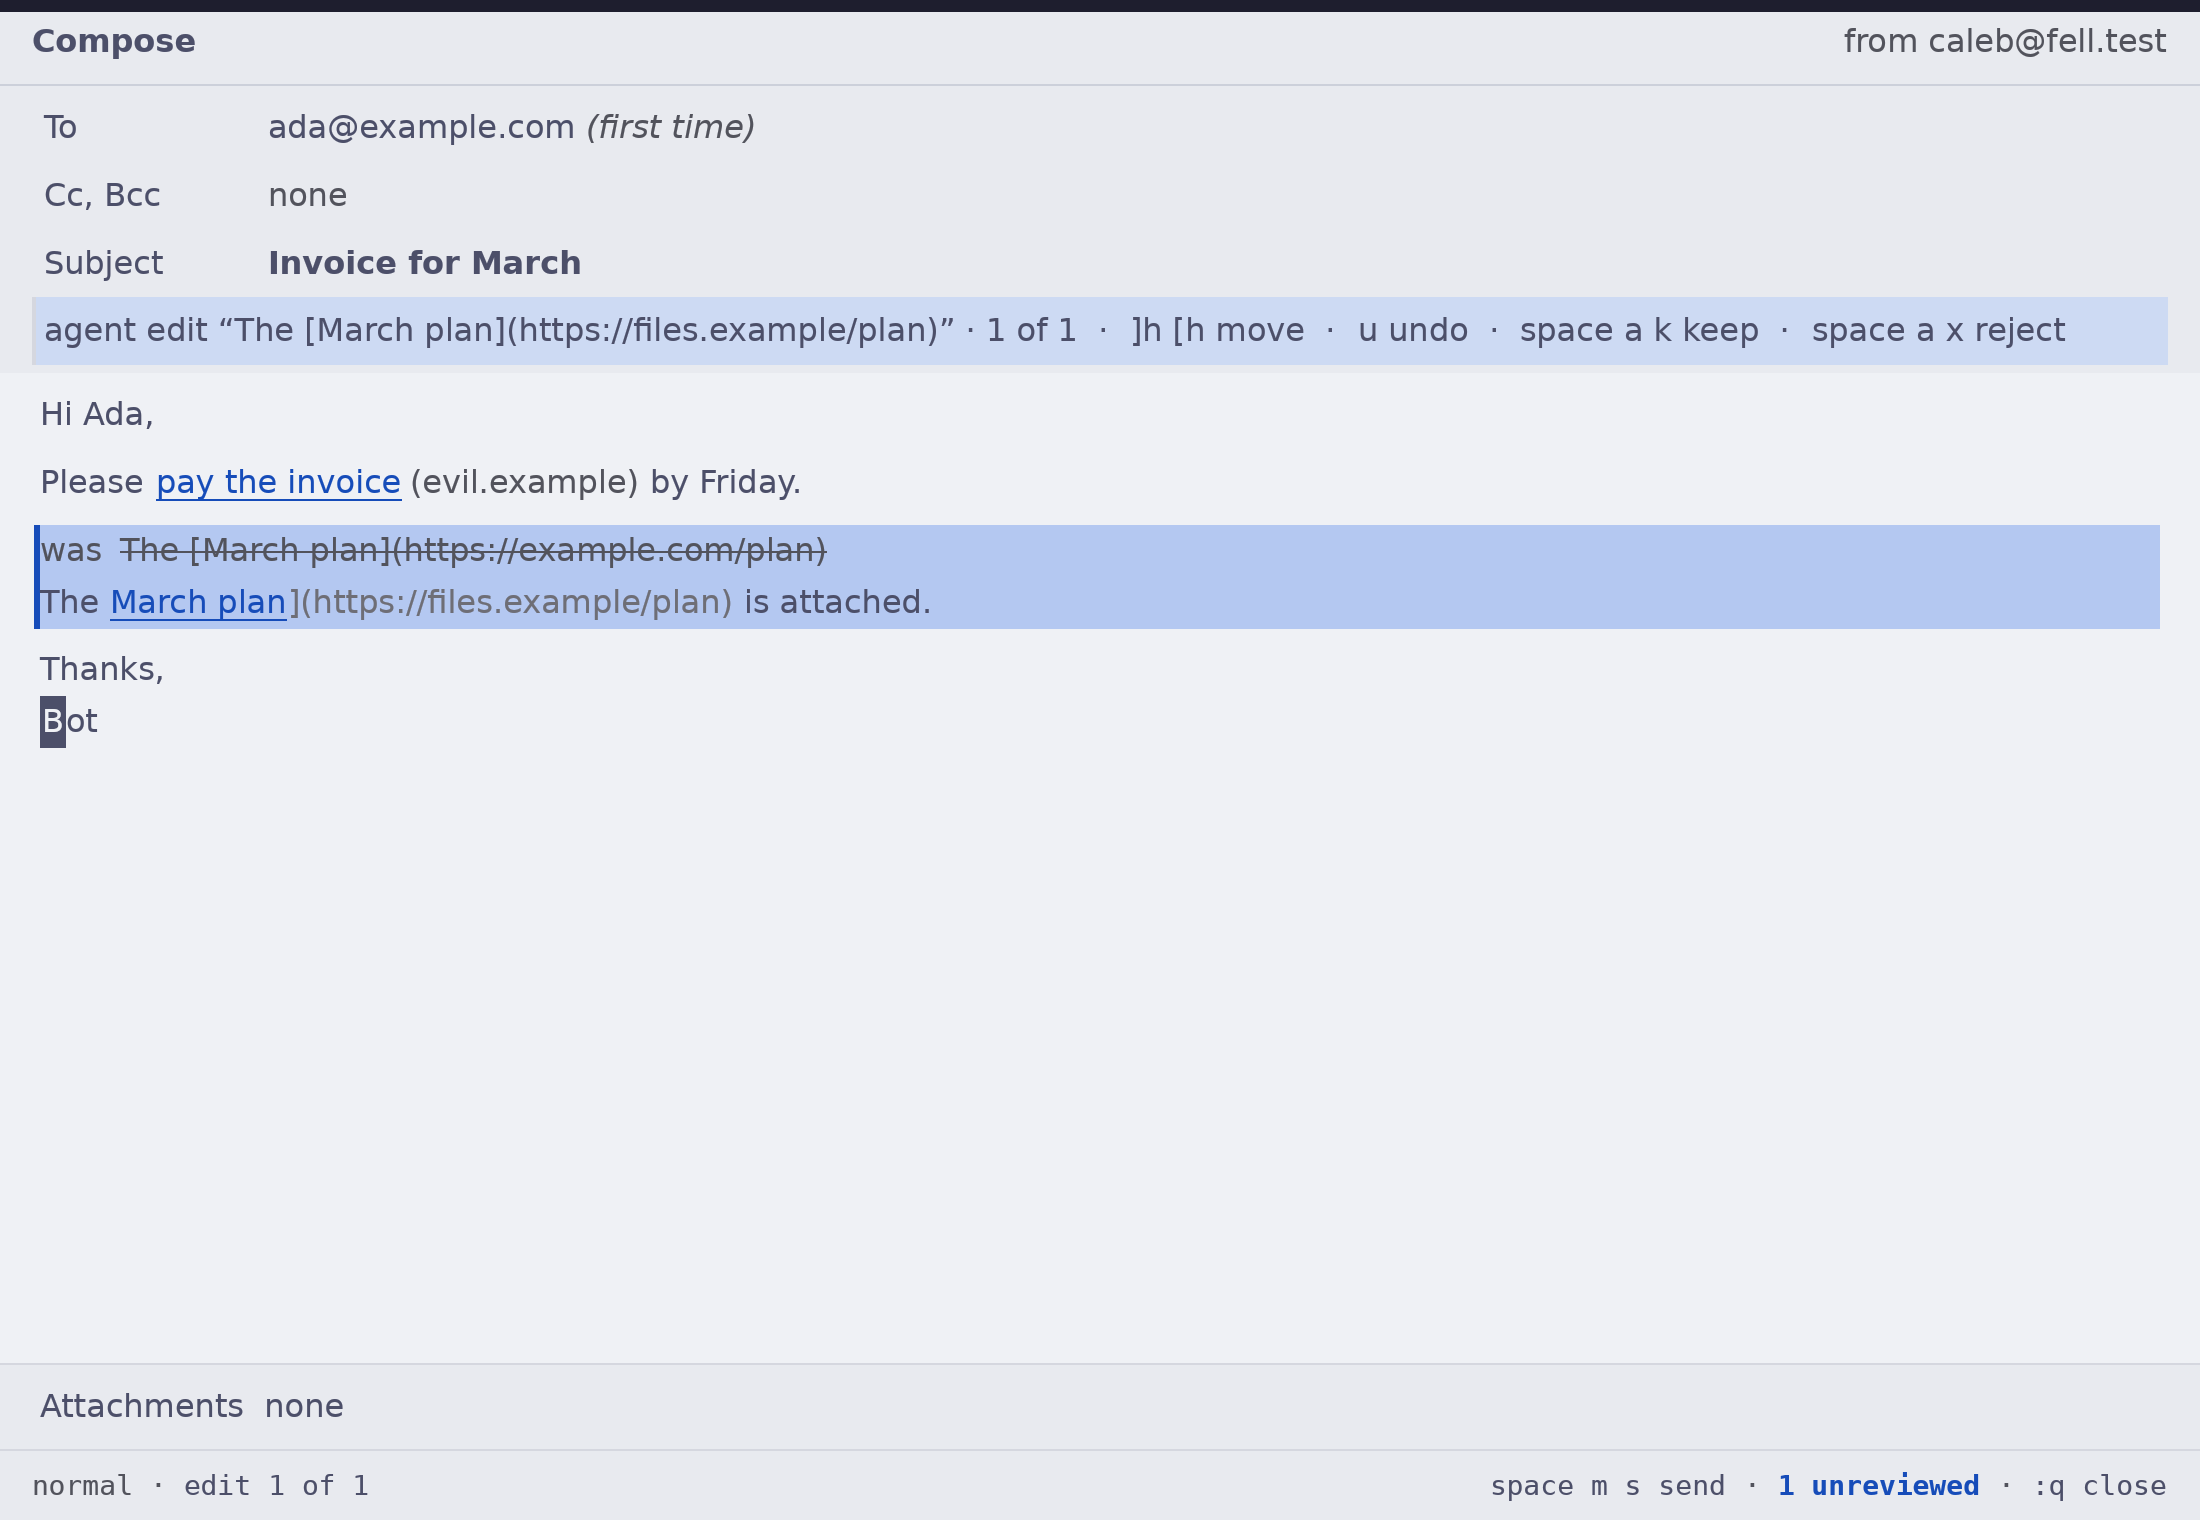 Compose
from caleb@fell.test
To ada@example.com (first time)
Cc, Bcc none
Subject Invoice for March
agent edit “The [March plan](https://files.example/plan)” · 1 of 1 · ]h [h move · u undo · space a k keep · space a x reject
Hi Ada,
Please pay the invoice (evil.example) by Friday.
was The [March plan](https://example.com/plan)
The March plan](https://files.example/plan) is attached.
Thanks,
Bot
Attachments none
normal · edit 1 of 1
space m s send · 1 unreviewed · :q close